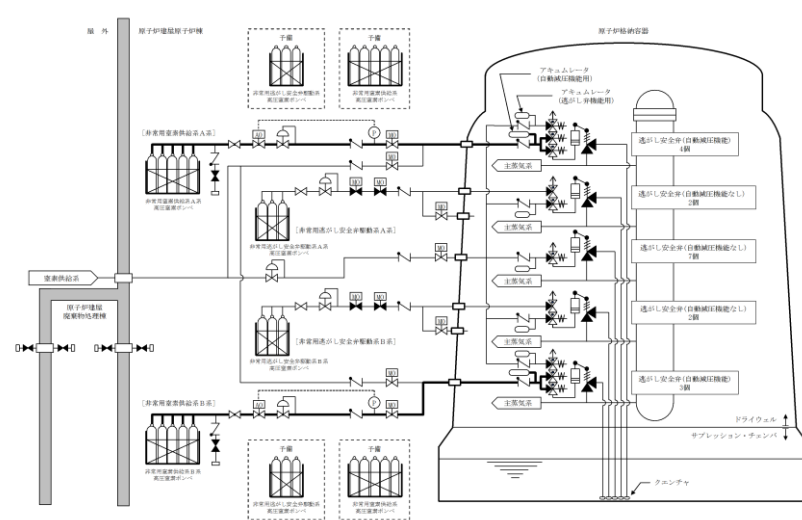 屋 外
原子炉建屋原子炉棟
予備
非常用逃がし安全弁駆動系
高圧窒素ボンベ
予備
非常用窒素供給系
高圧窒素ボンベ
原子炉格納容器
アキュムレータ
(自動減圧機能用)
アキュムレータ
(逃がし弁機能用)
[非常用窒素供給系A系]
AO
P
MO
非常用窒素供給系A系
高圧窒素ボンベ
MO
主蒸気系
逃がし安全弁(自動減圧機能)
4個
MO
MO
MO
非常用逃がし安全弁駆動系A系
高圧窒素ボンベ
[非常用逃がし安全弁駆動系A系]
主蒸気系
逃がし安全弁(自動減圧機能なし)
2個
窒素供給系
MO
主蒸気系
逃がし安全弁(自動減圧機能なし)
7個
原子炉建屋
廃棄物処理棟
MO
MO
MO
非常用逃がし安全弁駆動系B系
高圧窒素ボンベ
[非常用逃がし安全弁駆動系B系]
主蒸気系
逃がし安全弁(自動減圧機能なし)
2個
MO
[非常用窒素供給系B系]
AO
P
MO
非常用窒素供給系B系
高圧窒素ボンベ
主蒸気系
逃がし安全弁(自動減圧機能)
3個
ドライウェル
サプレッション・チェンバ
予備
非常用逃がし安全弁駆動系
高圧窒素ボンベ
予備
非常用窒素供給系
高圧窒素ボンベ
クエンチャ